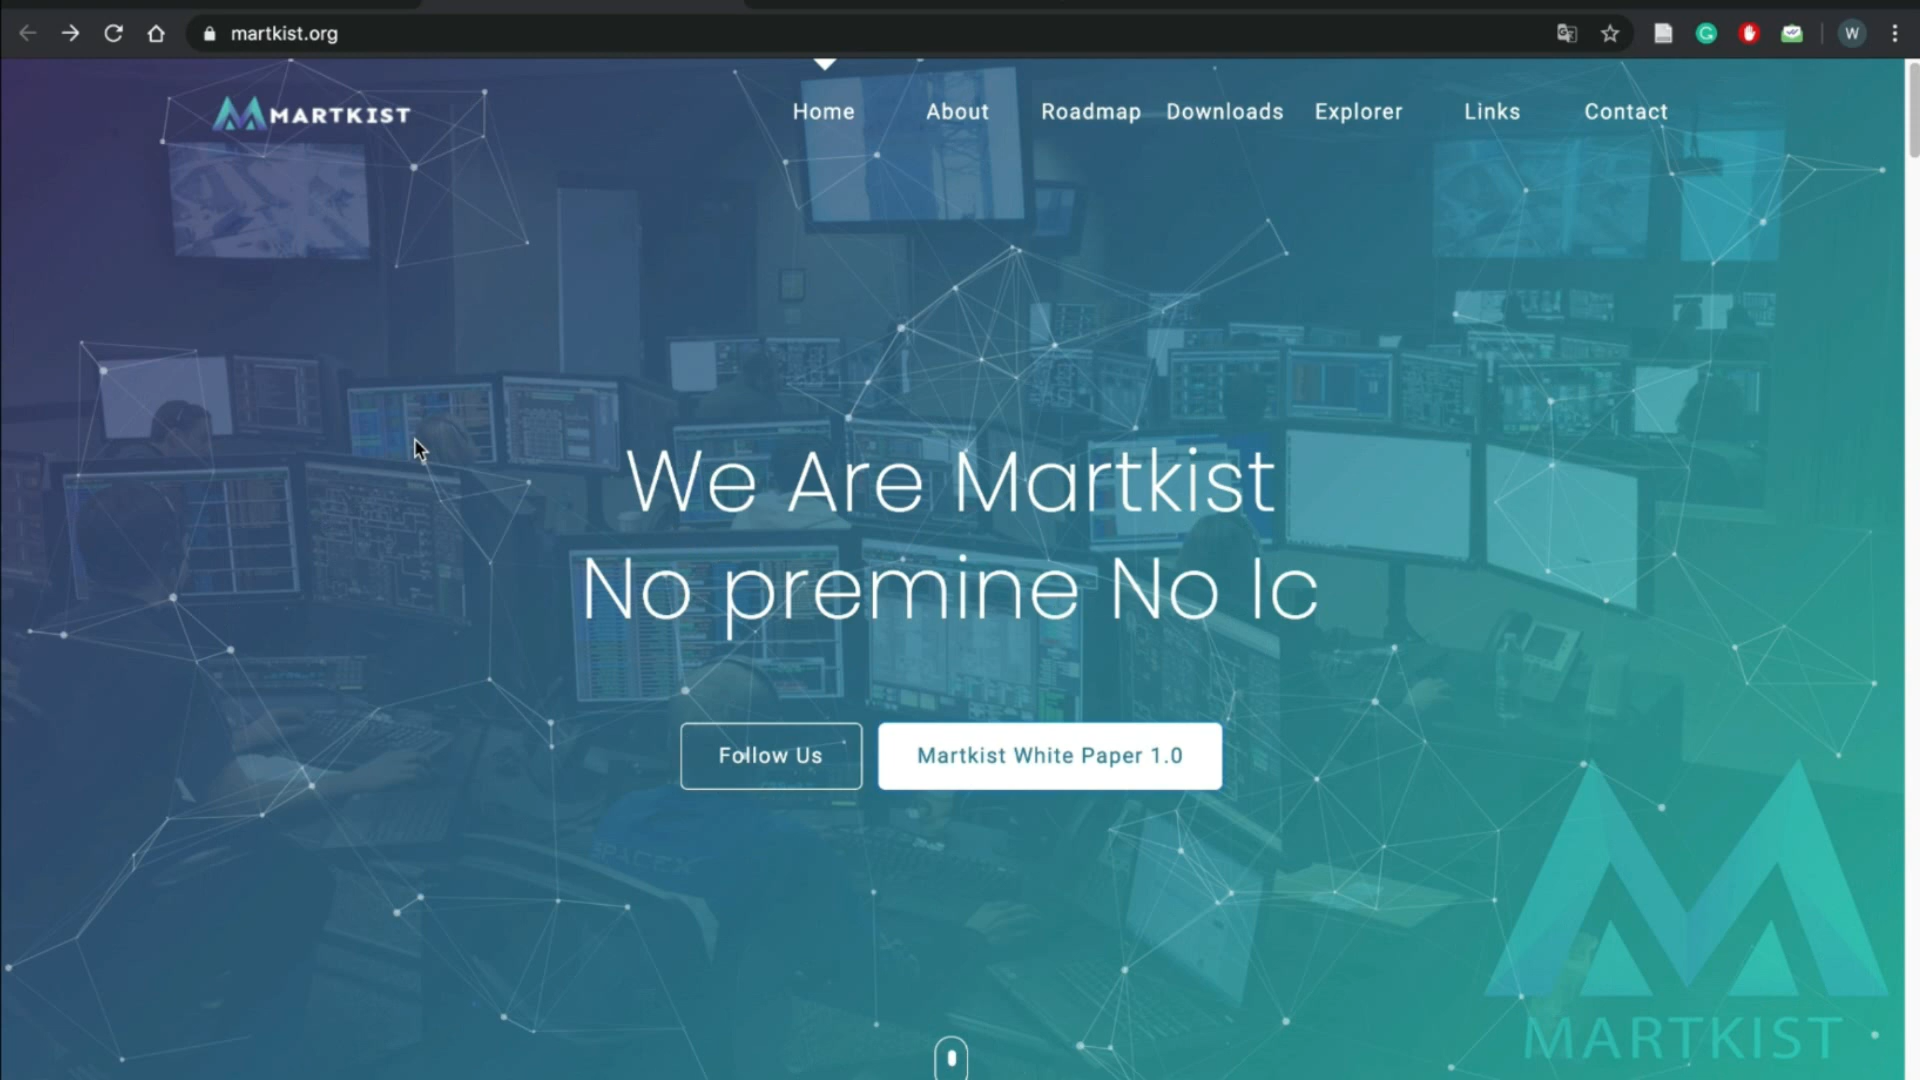 martkist.org
W
MARTKIST
Home About Roadmap Downloads Explorer Links Contact
We Are Martkist
No premine No Ic
Follow Us
Martkist White Paper 1.0
SPACEX
MARTKIST